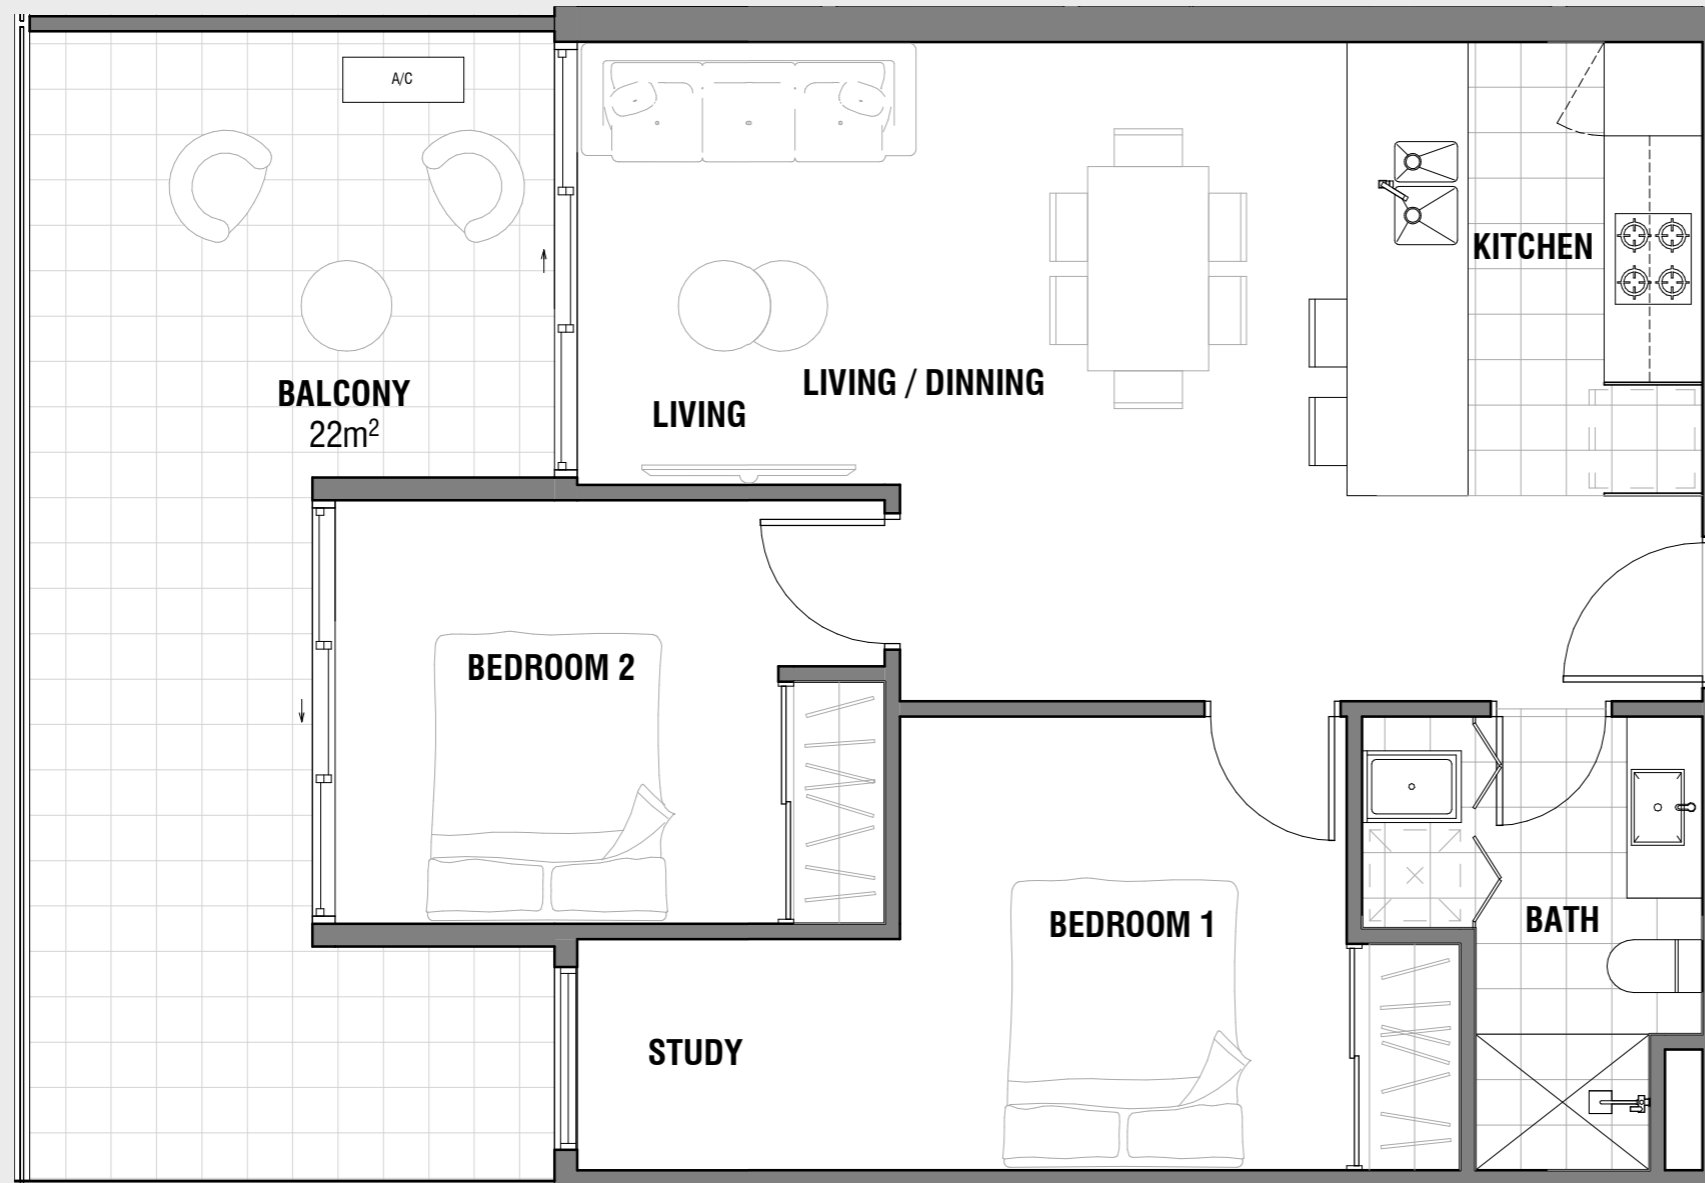 A/C
KITCHEN
BALCONY
22m²
LIVING / DINNING
LIVING
BEDROOM 2
BEDROOM 1
BATH
STUDY